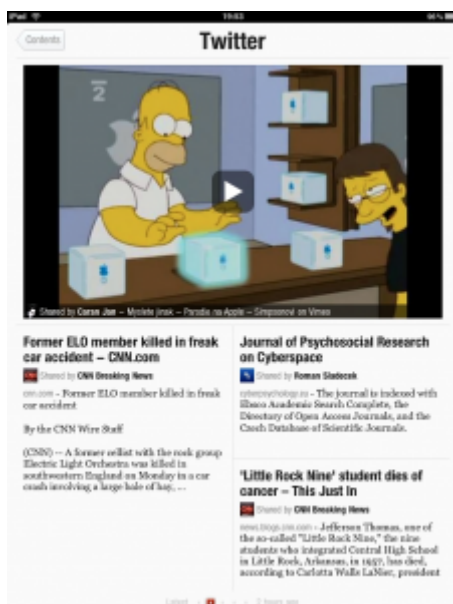 iPad
19:53
Contents
Twitter
2
Shared by Curan Jan – Myslete jinak – Parodie na Apple – Simpsonovi on Vimeo
Former ELO member killed in freak
car accident – CNN.com
Shared by CNN Breaking News
cnn.com – Former ELO member killed in freak
car accident
By the CNN Wire Staff
(CNN) -- A former cellist with the rock group
Electric Light Orchestra was killed in
southwestern England on Monday in a car
crash involving a large bale of hay, ...
Journal of Psychosocial Research
on Cyberspace
Shared by Roman Sladecek
cyberpsychology.eu – The journal is indexed with
Ebsco Academic Search Complete, the
Directory of Open Access Journals, and the
Czech Database of Scientific Journals.
'Little Rock Nine' student dies of
cancer – This Just In
Shared by CNN Breaking News
news.blogs.cnn.com – Jefferson Thomas, one of
the so-called "Little Rock Nine," the nine
students who integrated Central High School
in Little Rock, Arkansas, in 1957, has died,
according to Carlotta Walls LaNier, president
Latest
2 hours ago